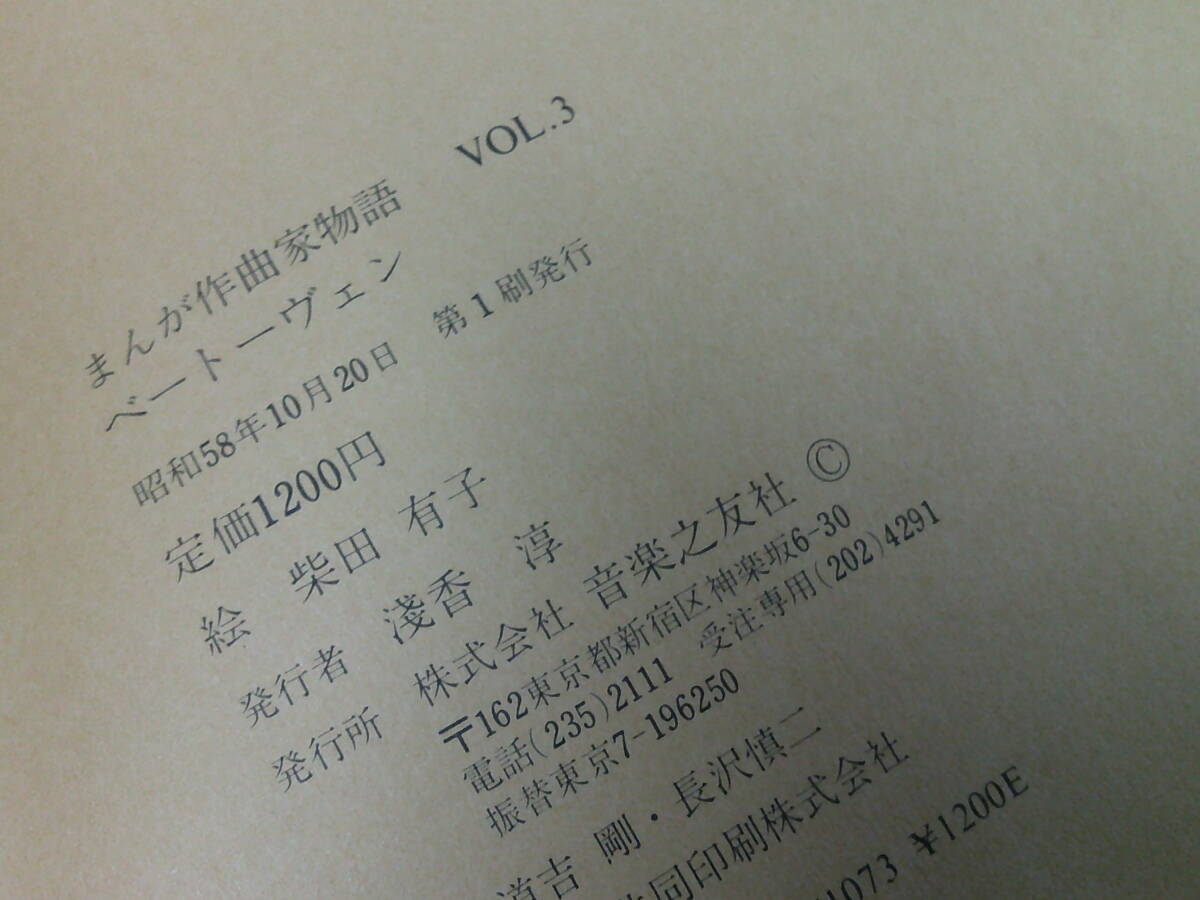 まんが作曲家物語 VOL.3
ベートーヴェン
昭和58年10月20日 第1刷発行
定価1200円
絵 柴田 有子
発行者 淺香 淳
発行所 株式会社 音楽之友社 ©
〒162東京都新宿区神楽坂6-30
電話(235)2111 受注専用(202)4291
振替東京7-196250
道吉 剛・長沢慎二
共同印刷株式会社
1073 ¥1200E